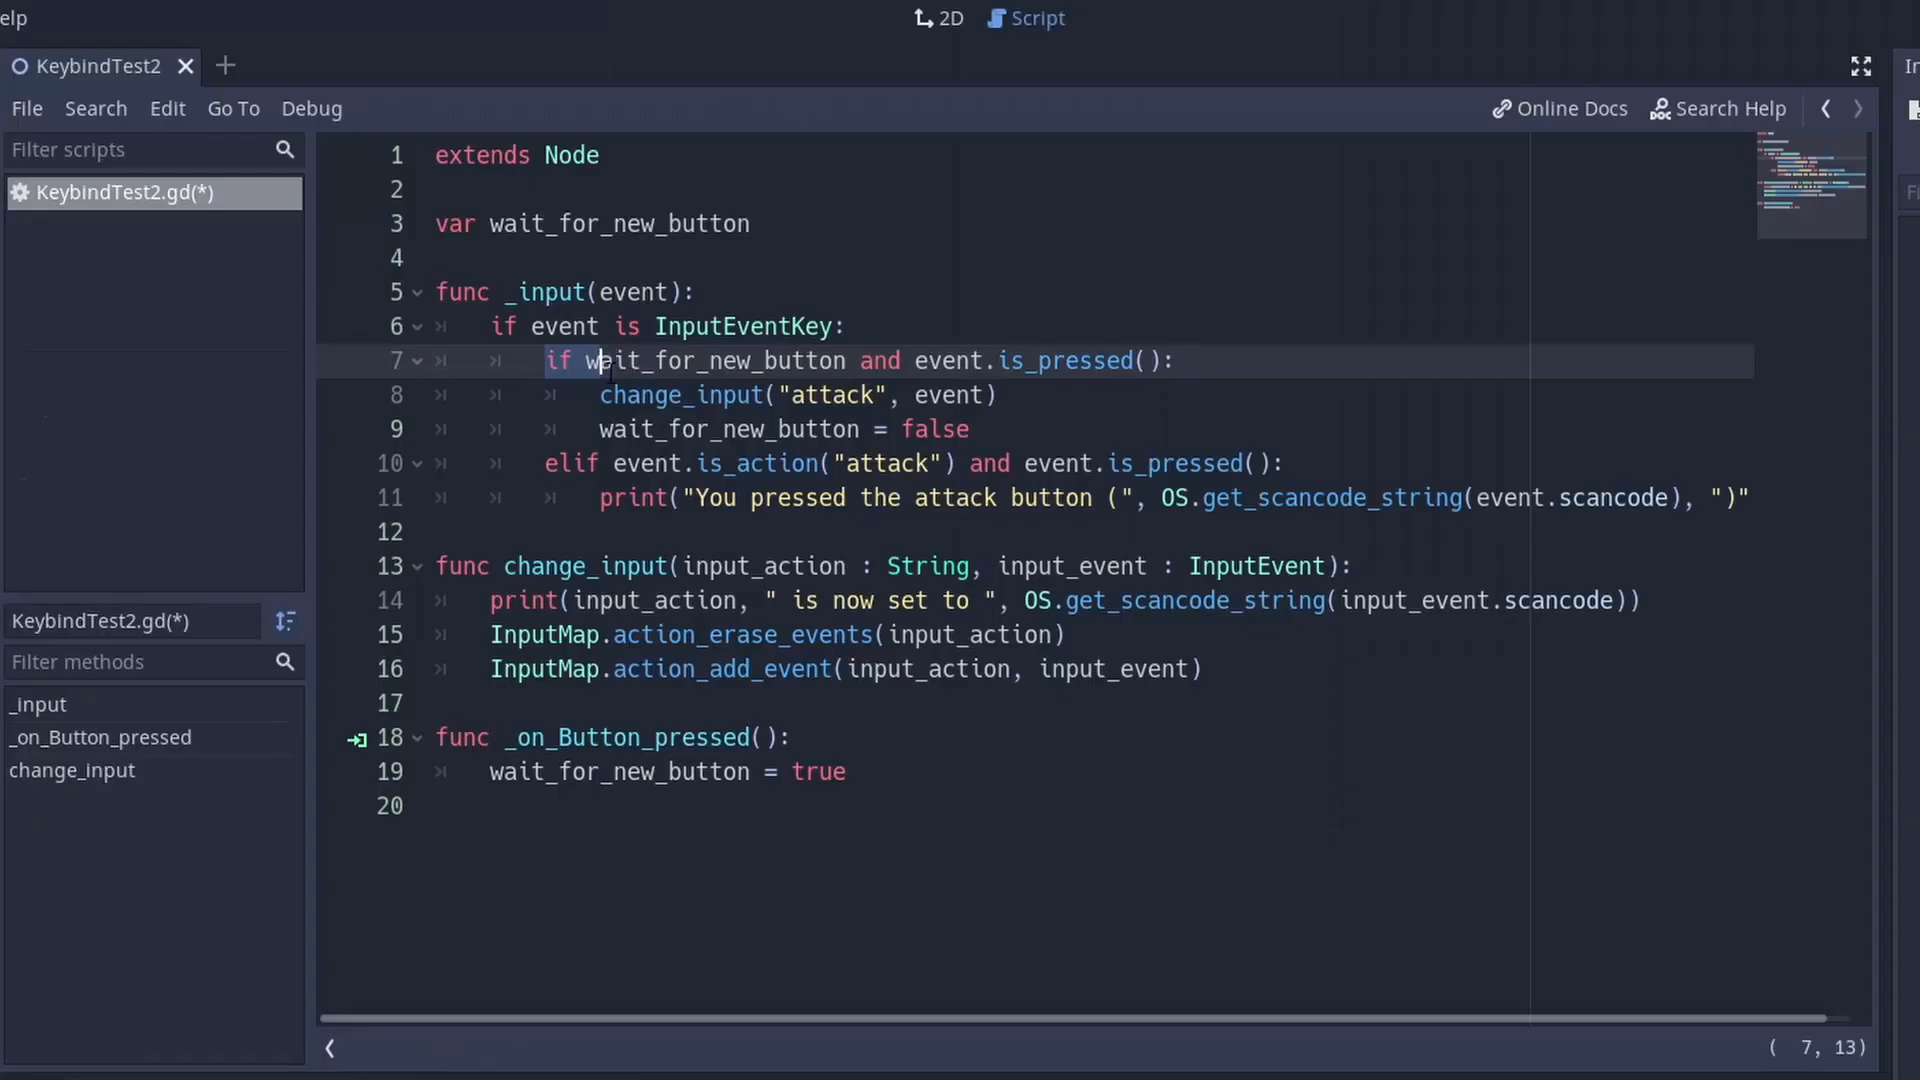 elp
2D Script
KeybindTest2
File Search Edit Go To Debug Online Docs Search Help
Filter scripts
KeybindTest2.gd(*)
KeybindTest2.gd(*)
Filter methods
_input
_on_Button_pressed
change_input
1 extends Node
2
3 var wait_for_new_button
4
5 func _input(event):
6 if event is InputEventKey:
7 if wait_for_new_button and event.is_pressed():
8 change_input("attack", event)
9 wait_for_new_button = false
10 elif event.is_action("attack") and event.is_pressed():
11 print("You pressed the attack button (", OS.get_scancode_string(event.scancode), ")"
12
13 func change_input(input_action : String, input_event : InputEvent):
14 print(input_action, " is now set to ", OS.get_scancode_string(input_event.scancode))
15 InputMap.action_erase_events(input_action)
16 InputMap.action_add_event(input_action, input_event)
17
18 func _on_Button_pressed():
19 wait_for_new_button = true
20
( 7, 13)